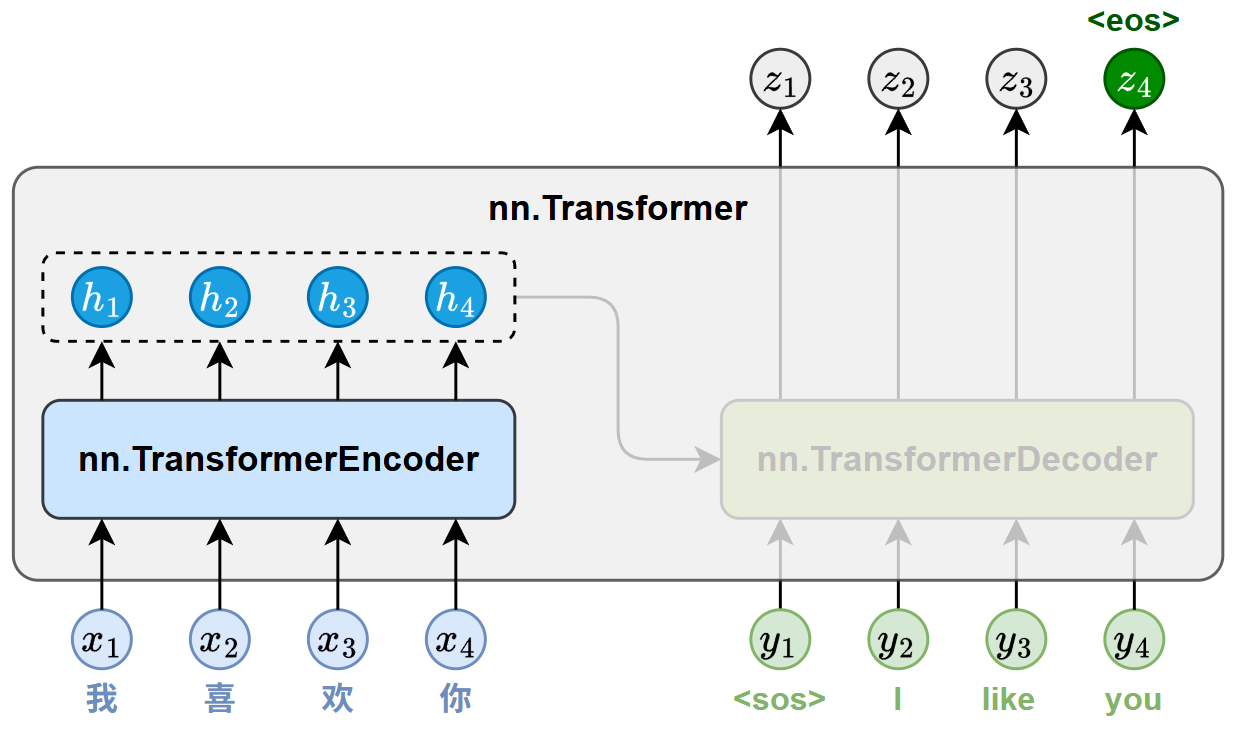 <eos>
z1 z2 z3 z4
nn.Transformer
h1 h2 h3 h4
nn.TransformerEncoder nn.TransformerDecoder
x1 x2 x3 x4 y1 y2 y3 y4
我 喜 欢 你 <sos> I like you